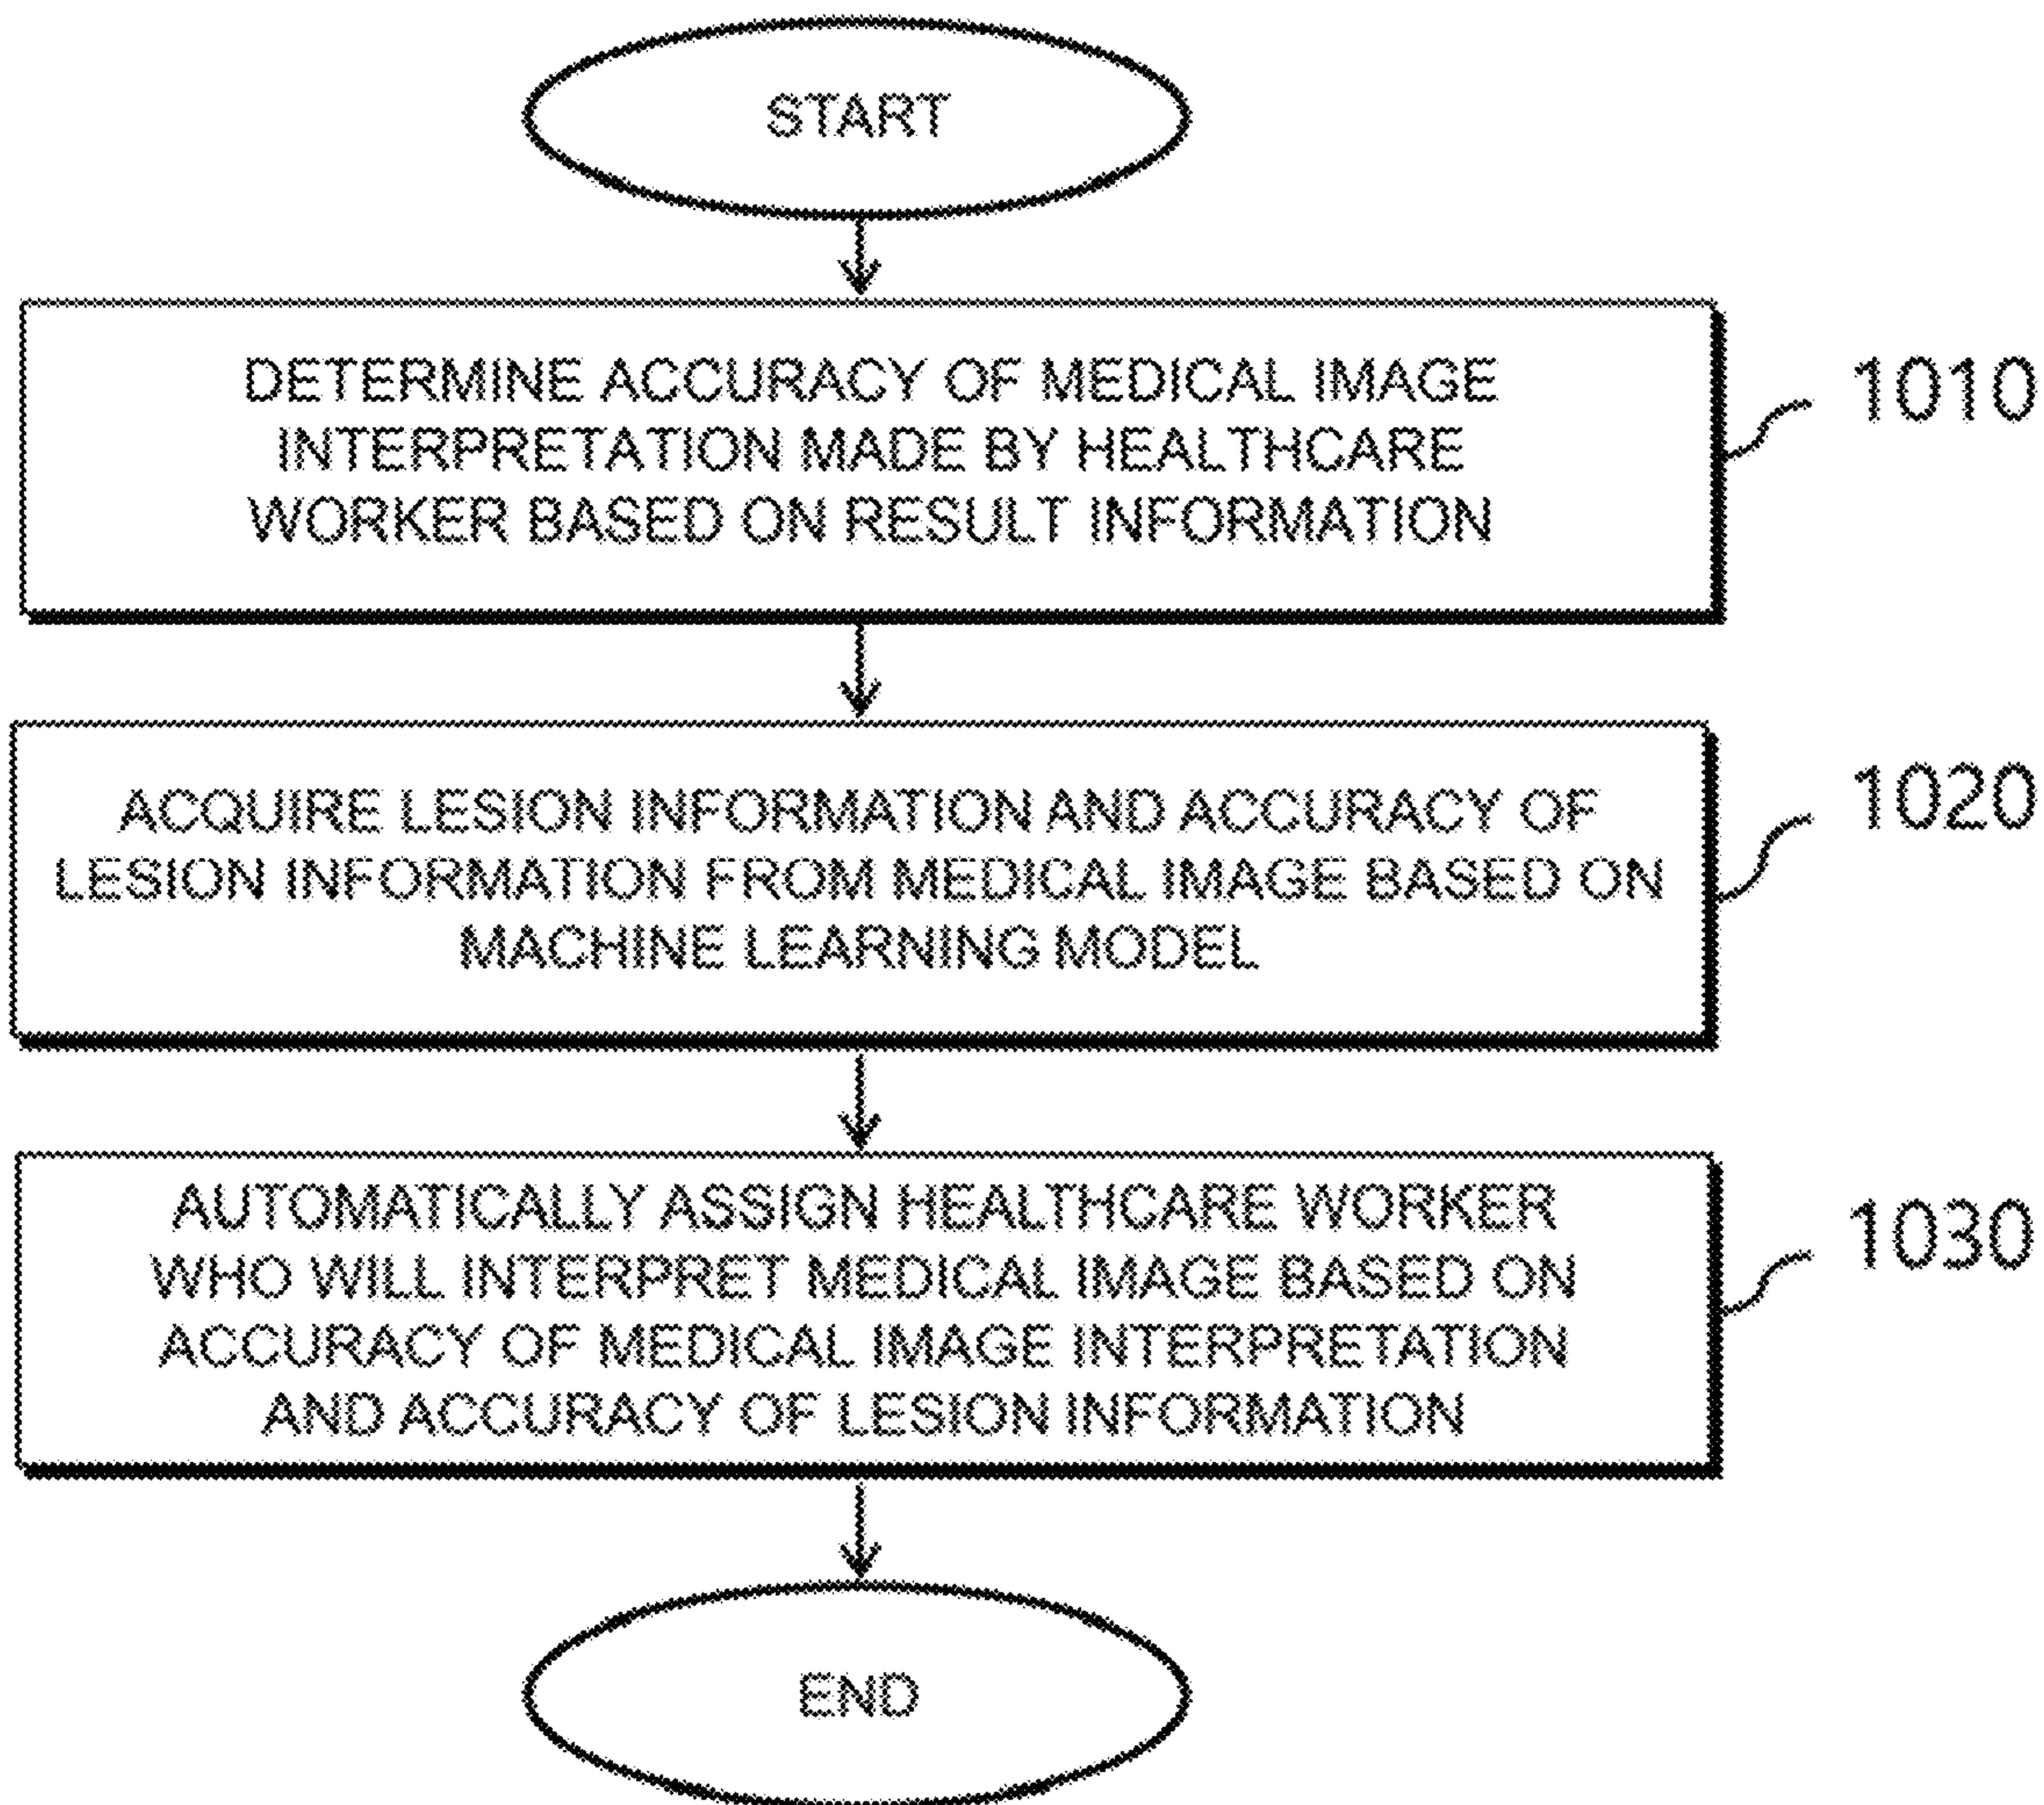 START
DETERMINE ACCURACY OF MEDICAL IMAGE
INTERPRETATION MADE BY HEALTHCARE
WORKER BASED ON RESULT INFORMATION
1010
ACQUIRE LESION INFORMATION AND ACCURACY OF
LESION INFORMATION FROM MEDICAL IMAGE BASED ON
MACHINE LEARNING MODEL
1020
AUTOMATICALLY ASSIGN HEALTHCARE WORKER
WHO WILL INTERPRET MEDICAL IMAGE BASED ON
ACCURACY OF MEDICAL IMAGE INTERPRETATION
AND ACCURACY OF LESION INFORMATION
1030
END